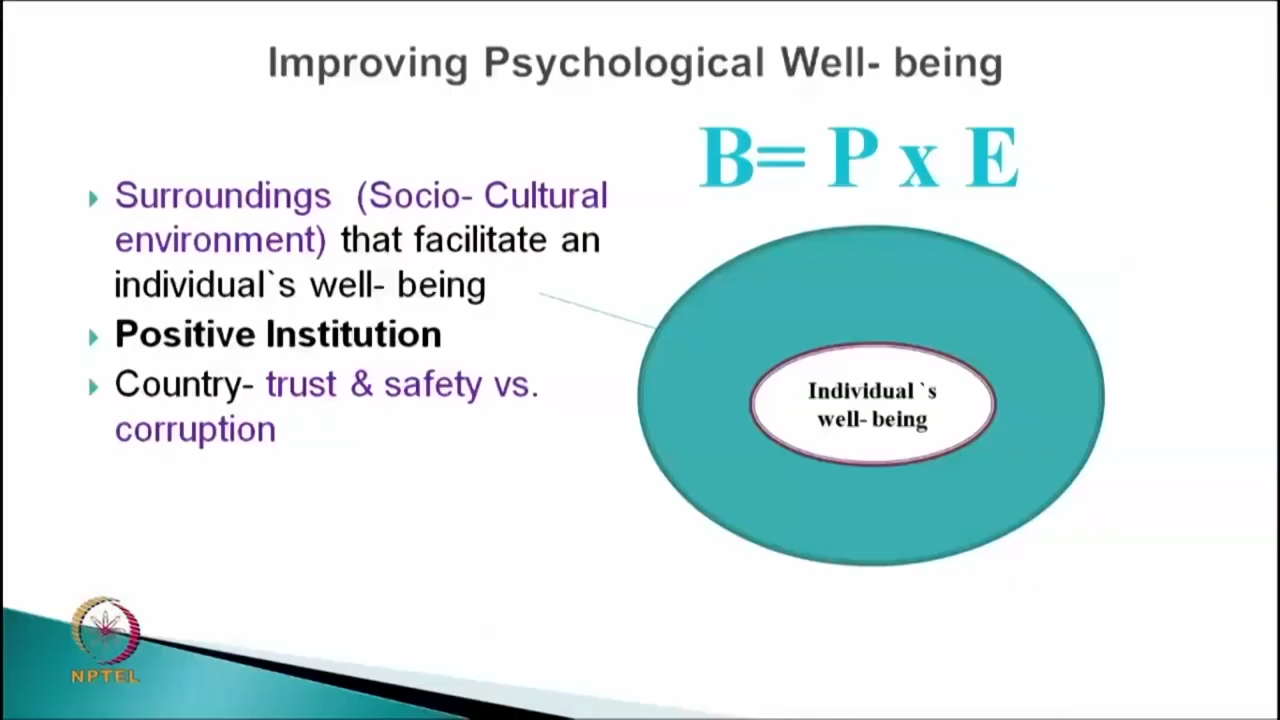 Improving Psychological Well- being
B= P x E
Surroundings (Socio- Cultural
environment) that facilitate an
individual`s well- being
Positive Institution
Country- trust & safety vs.
corruption
Individual `s
well- being
NPTEL